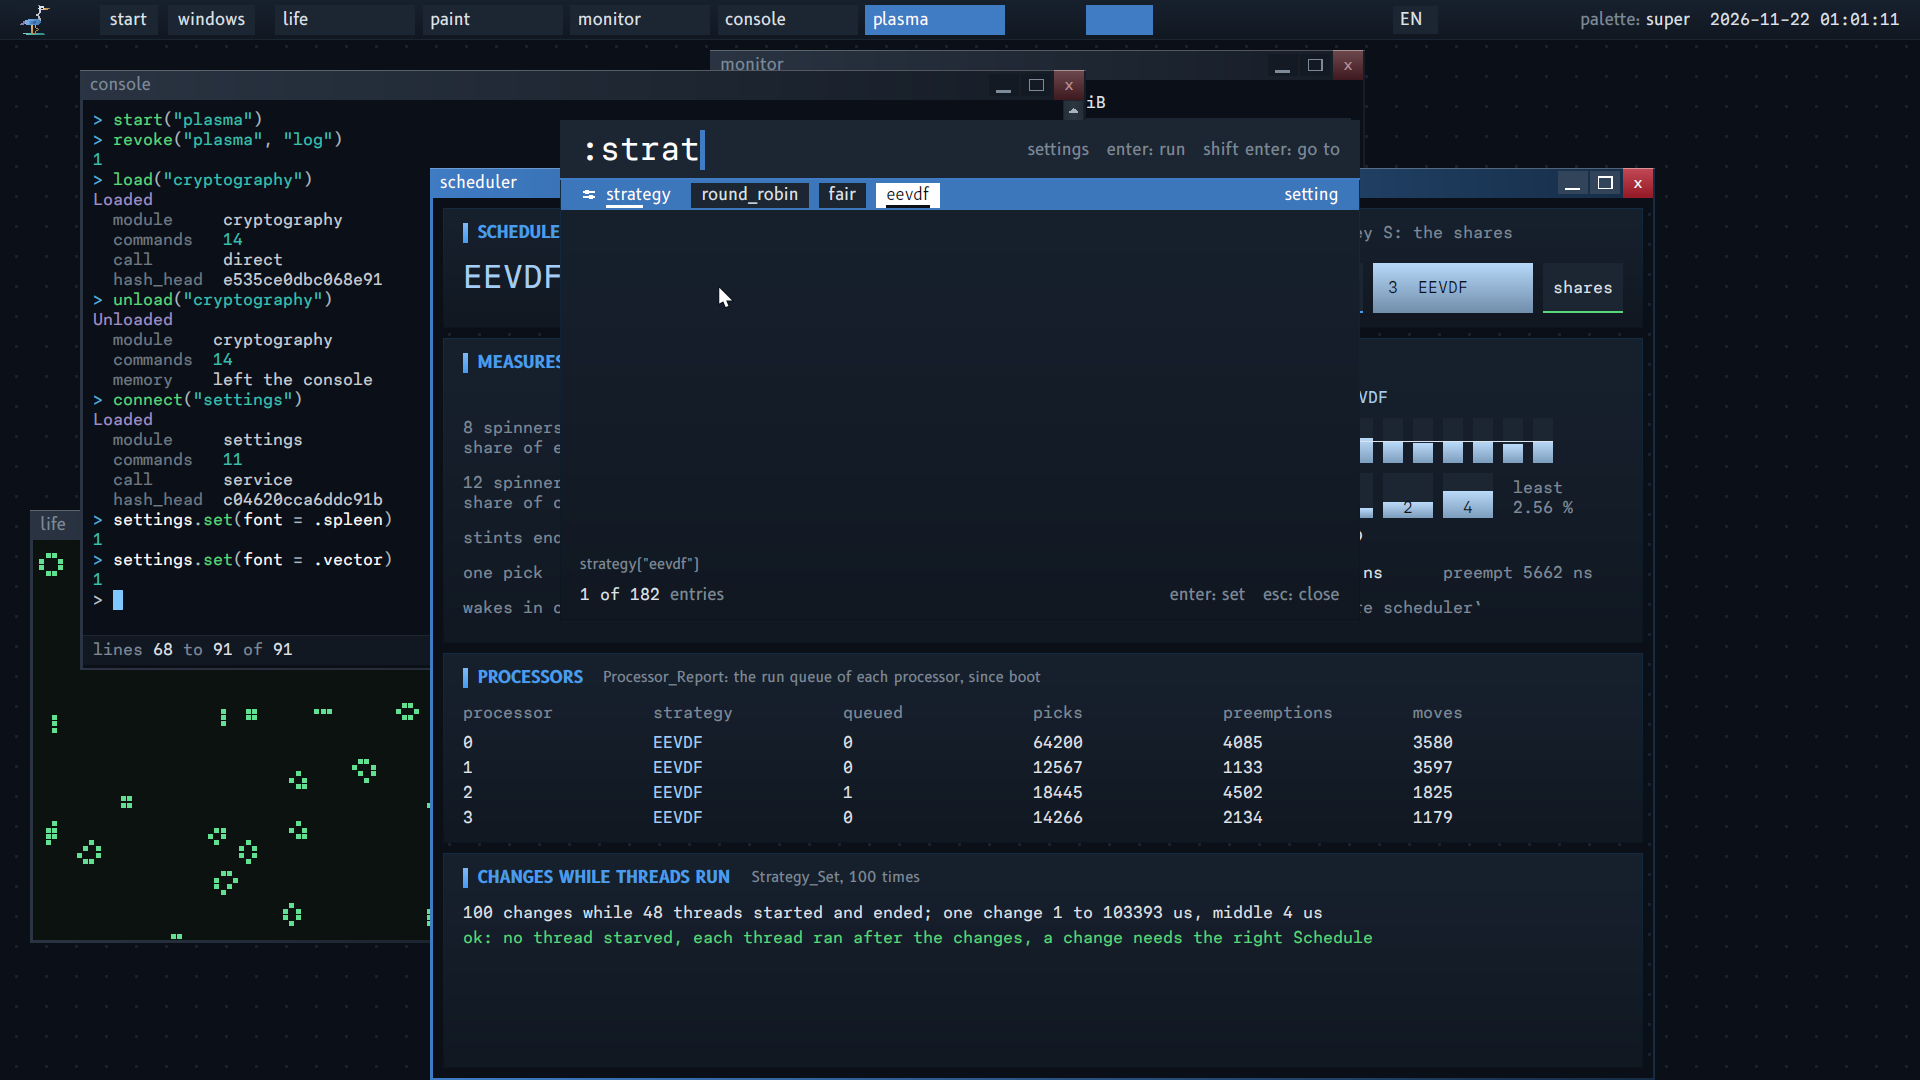 start windows life paint monitor console plasma EN palette: super 2026-11-22 01:01:11
monitor x
iB
console x
> start("plasma")
> revoke("plasma", "log")
1
> load("cryptography")
Loaded
module cryptography
commands 14
call direct
hash_head e535ce0dbc068e91
> unload("cryptography")
Unloaded
module cryptography
commands 14
memory left the console
> connect("settings")
Loaded
module settings
commands 11
call service
hash_head c04620cca6ddc91b
> settings.set(font = .spleen)
1
> settings.set(font = .vector)
1
>
lines 68 to 91 of 91
life
:strat settings enter: run shift enter: go to
strategy round_robin fair eevdf setting
strategy["eevdf"]
1 of 182 entries enter: set esc: close
scheduler x
SCHEDULE S: the shares
EEVDF 3 EEVDF shares
MEASURES
VDF
8 spinners
share of
12 spinner
share of
2 4 least
2.56 %
stints
one pick ns preempt 5662 ns
wakes in scheduler`
PROCESSORS Processor_Report: the run queue of each processor, since boot
processor strategy queued picks preemptions moves
0 EEVDF 0 64200 4085 3580
1 EEVDF 0 12567 1133 3597
2 EEVDF 1 18445 4502 1825
3 EEVDF 0 14266 2134 1179
CHANGES WHILE THREADS RUN Strategy_Set, 100 times
100 changes while 48 threads started and ended; one change 1 to 103393 us, middle 4 us
ok: no thread starved, each thread ran after the changes, a change needs the right Schedule